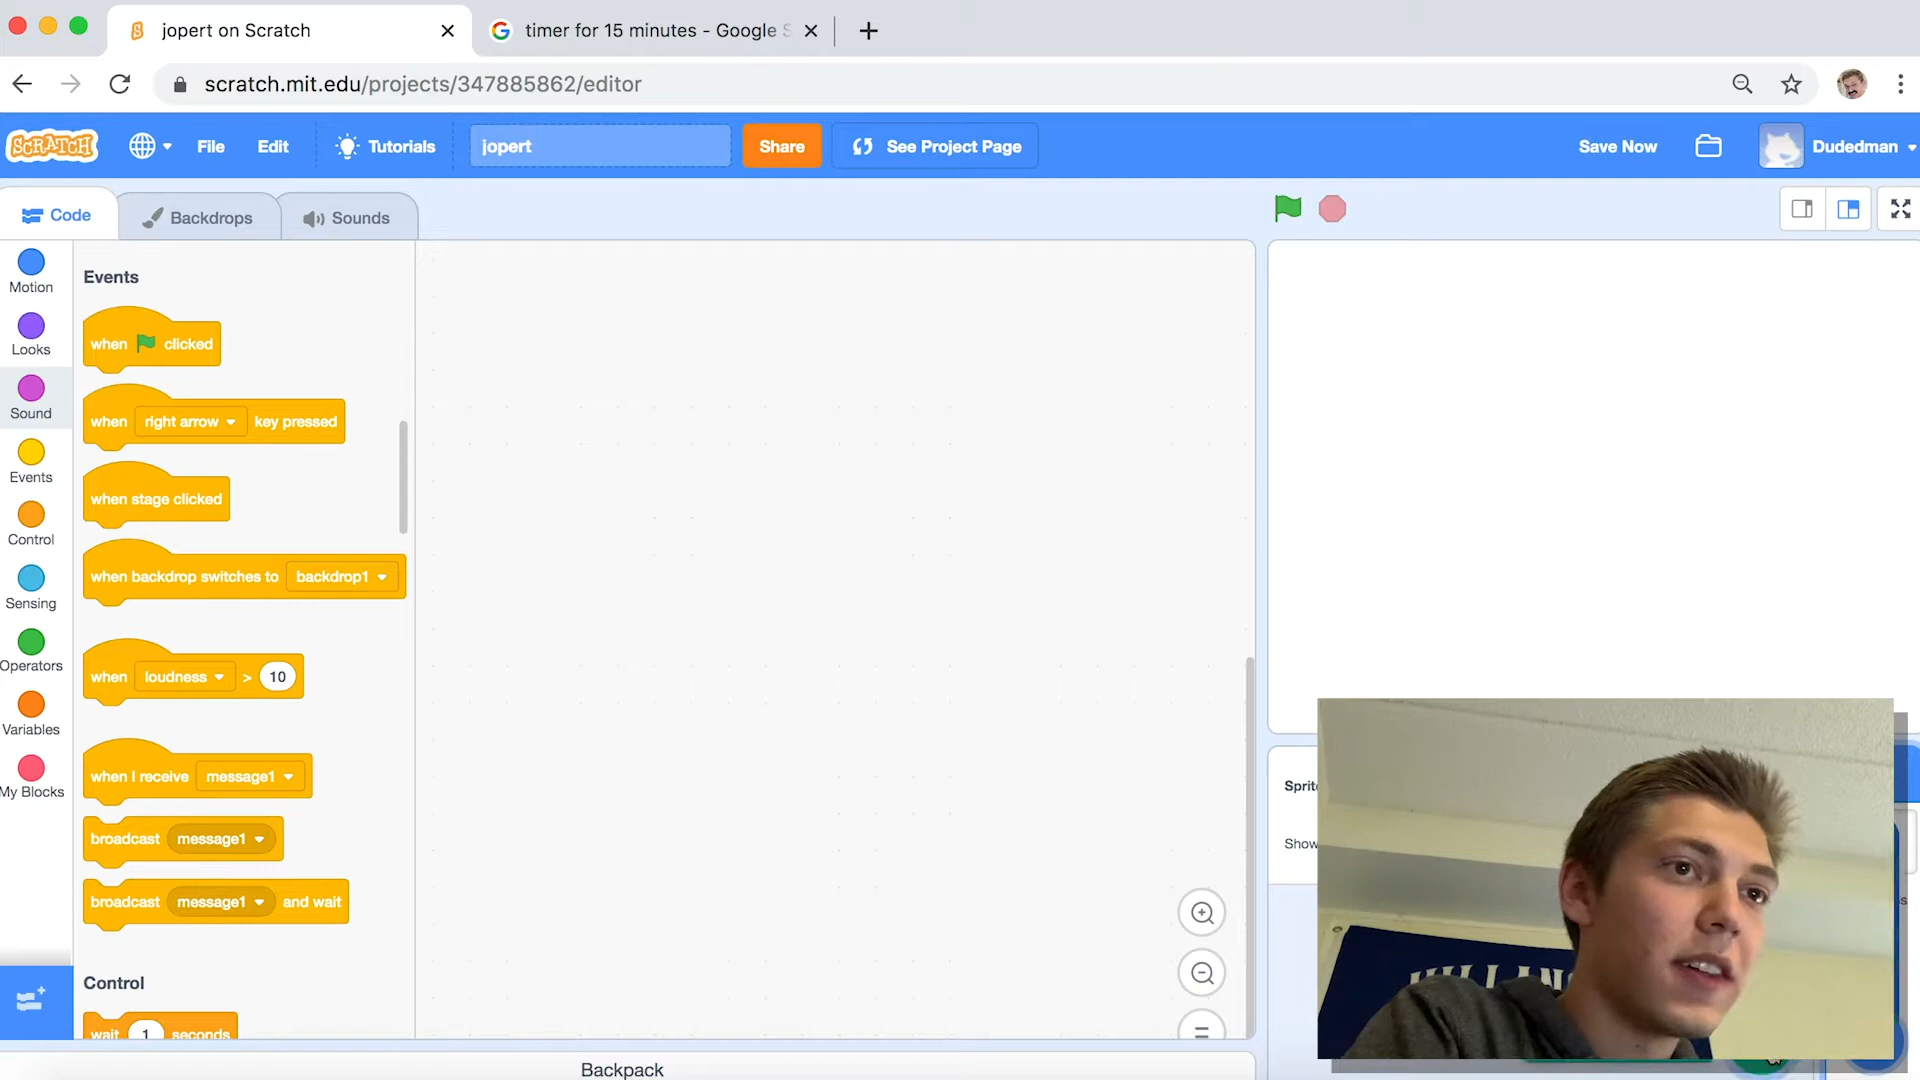 jopert on Scratch
timer for 15 minutes - Google S
scratch.mit.edu/projects/347885862/editor
SCRATCH File Edit Tutorials jopert Share See Project Page Save Now Dudedman
Code Backdrops Sounds
Motion
Looks
Sound
Events
Control
Sensing
Operators
Variables
My Blocks
Events
when clicked
when right arrow key pressed
when stage clicked
when backdrop switches to backdrop1
when loudness > 10
when I receive message1
broadcast message1
broadcast message1 and wait
Control
wait 1 seconds
Backpack
Sprite
Show